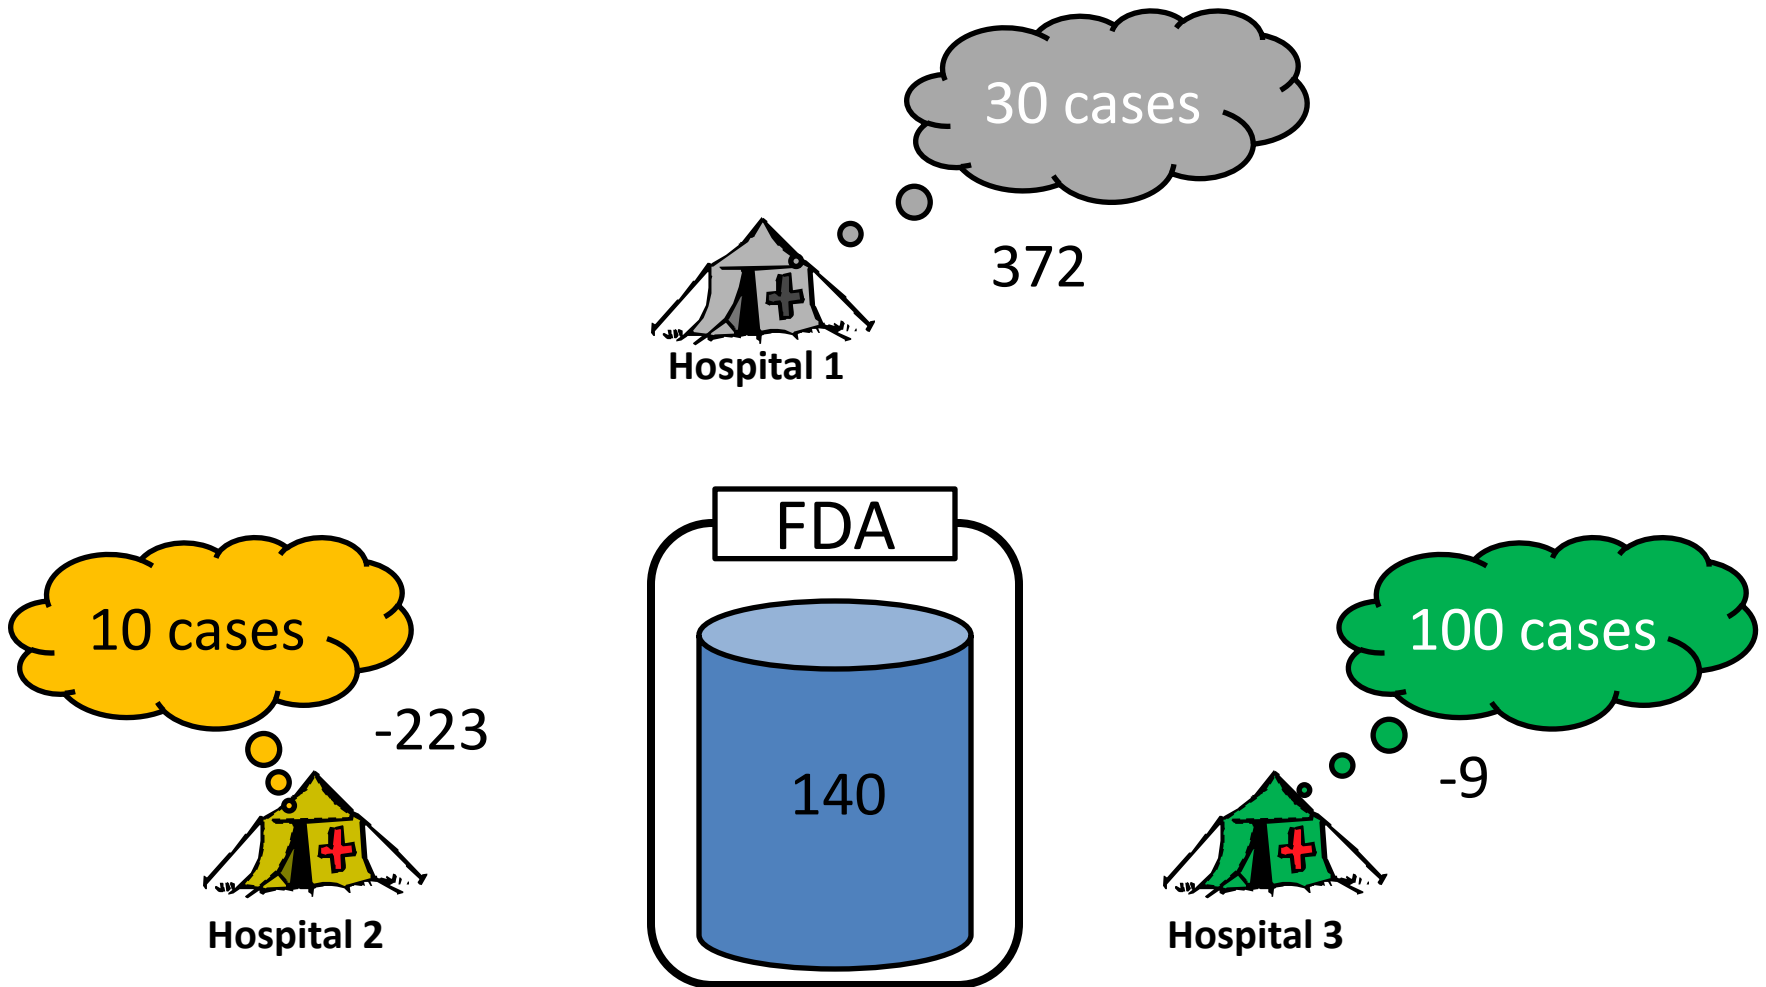 30 cases
372
Hospital 1
FDA
10 cases
100 cases
-223
-9
140
Hospital 2
Hospital 3